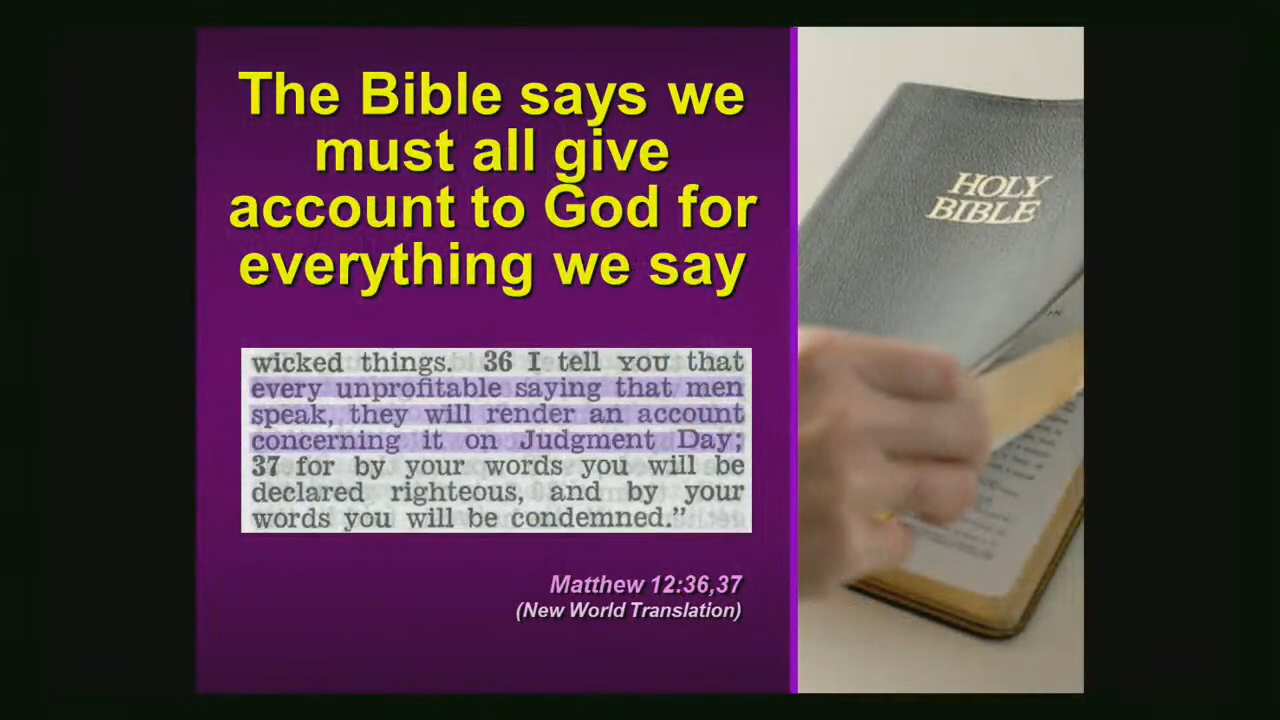 The Bible says we
must all give
account to God for
everything we say
wicked things. 36 I tell YOU that
every unprofitable saying that men
speak, they will render an account
concerning it on Judgment Day;
37 for by your words you will be
declared righteous, and by your
words you will be condemned.”
Matthew 12:36,37
(New World Translation)
HOLY
BIBLE